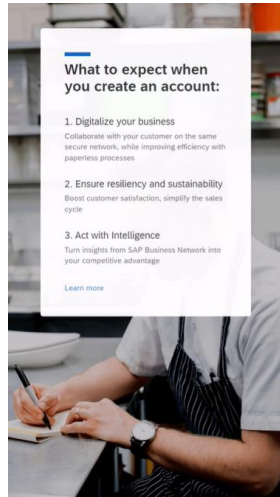 What to expect when
you create an account:
1. Digitalize your business
Collaborate with your customer on the same
secure network, while improving efficiency with
paperless processes
2. Ensure resiliency and sustainability
Boost customer satisfaction, simplify the sales
cycle
3. Act with Intelligence
Turn insights from SAP Business Network into
your competitive advantage
Learn more